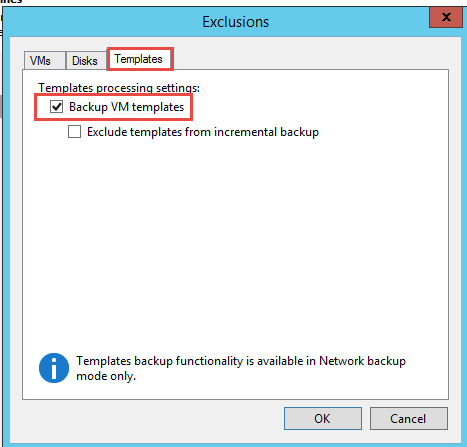 Exclusions
x
VMs
Disks
Templates
Templates processing settings:
Backup VM templates
Exclude templates from incremental backup
Templates backup functionality is available in Network backup
mode only.
OK
Cancel